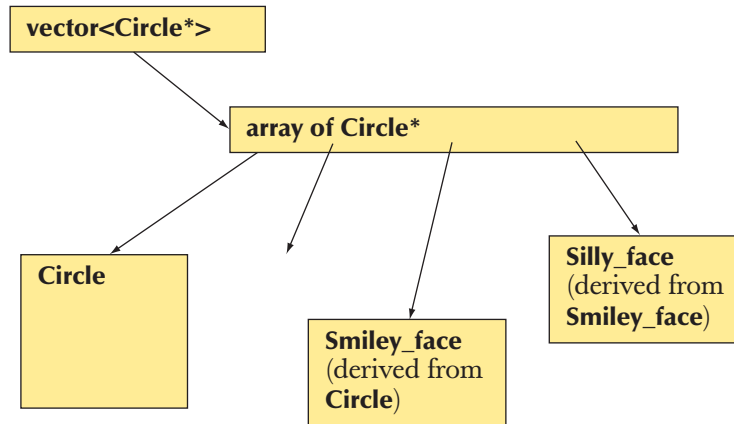 vector<Circle*>
array of Circle*
Circle
Silly_face
(derived from
Smiley_face)
Smiley_face
(derived from
Circle)